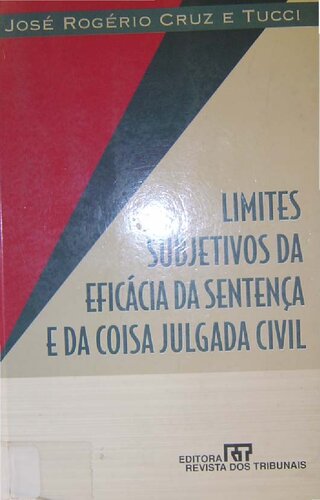 JOSÉ ROGÉRIO CRUZ E TUCCI
LIMITES
SUBJETIVOS DA
EFICÁCIA DA SENTENÇA
E DA COISA JULGADA CIVIL
EDITORA RT
REVISTA DOS TRIBUNAIS